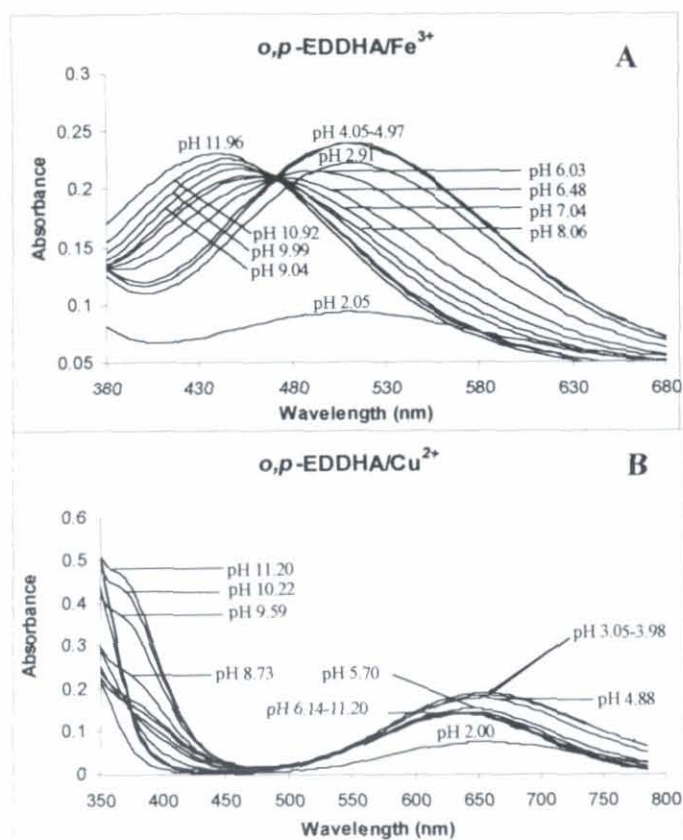 o,p-EDDHA/Fe3+
A
0.3
0.25
0.2
0.15
0.1
0.05
Absorbance
pH 11.96
pH 4.05-4.97
pH 2.91
pH 6.03
pH 6.48
pH 7.04
pH 8.06
pH 10.92
pH 9.99
pH 9.04
pH 2.05
380 430 480 530 580 630 680
Wavelength (nm)
o,p-EDDHA/Cu2+
B
0.6
0.5
0.4
0.3
0.2
0.1
0
Absorbance
pH 11.20
pH 10.22
pH 9.59
pH 8.73
pH 5.70
pH 3.05-3.98
pH 4.88
pH 6.14-11.20
pH 2.00
350 400 450 500 550 600 650 700 750 800
Wavelength (nm)